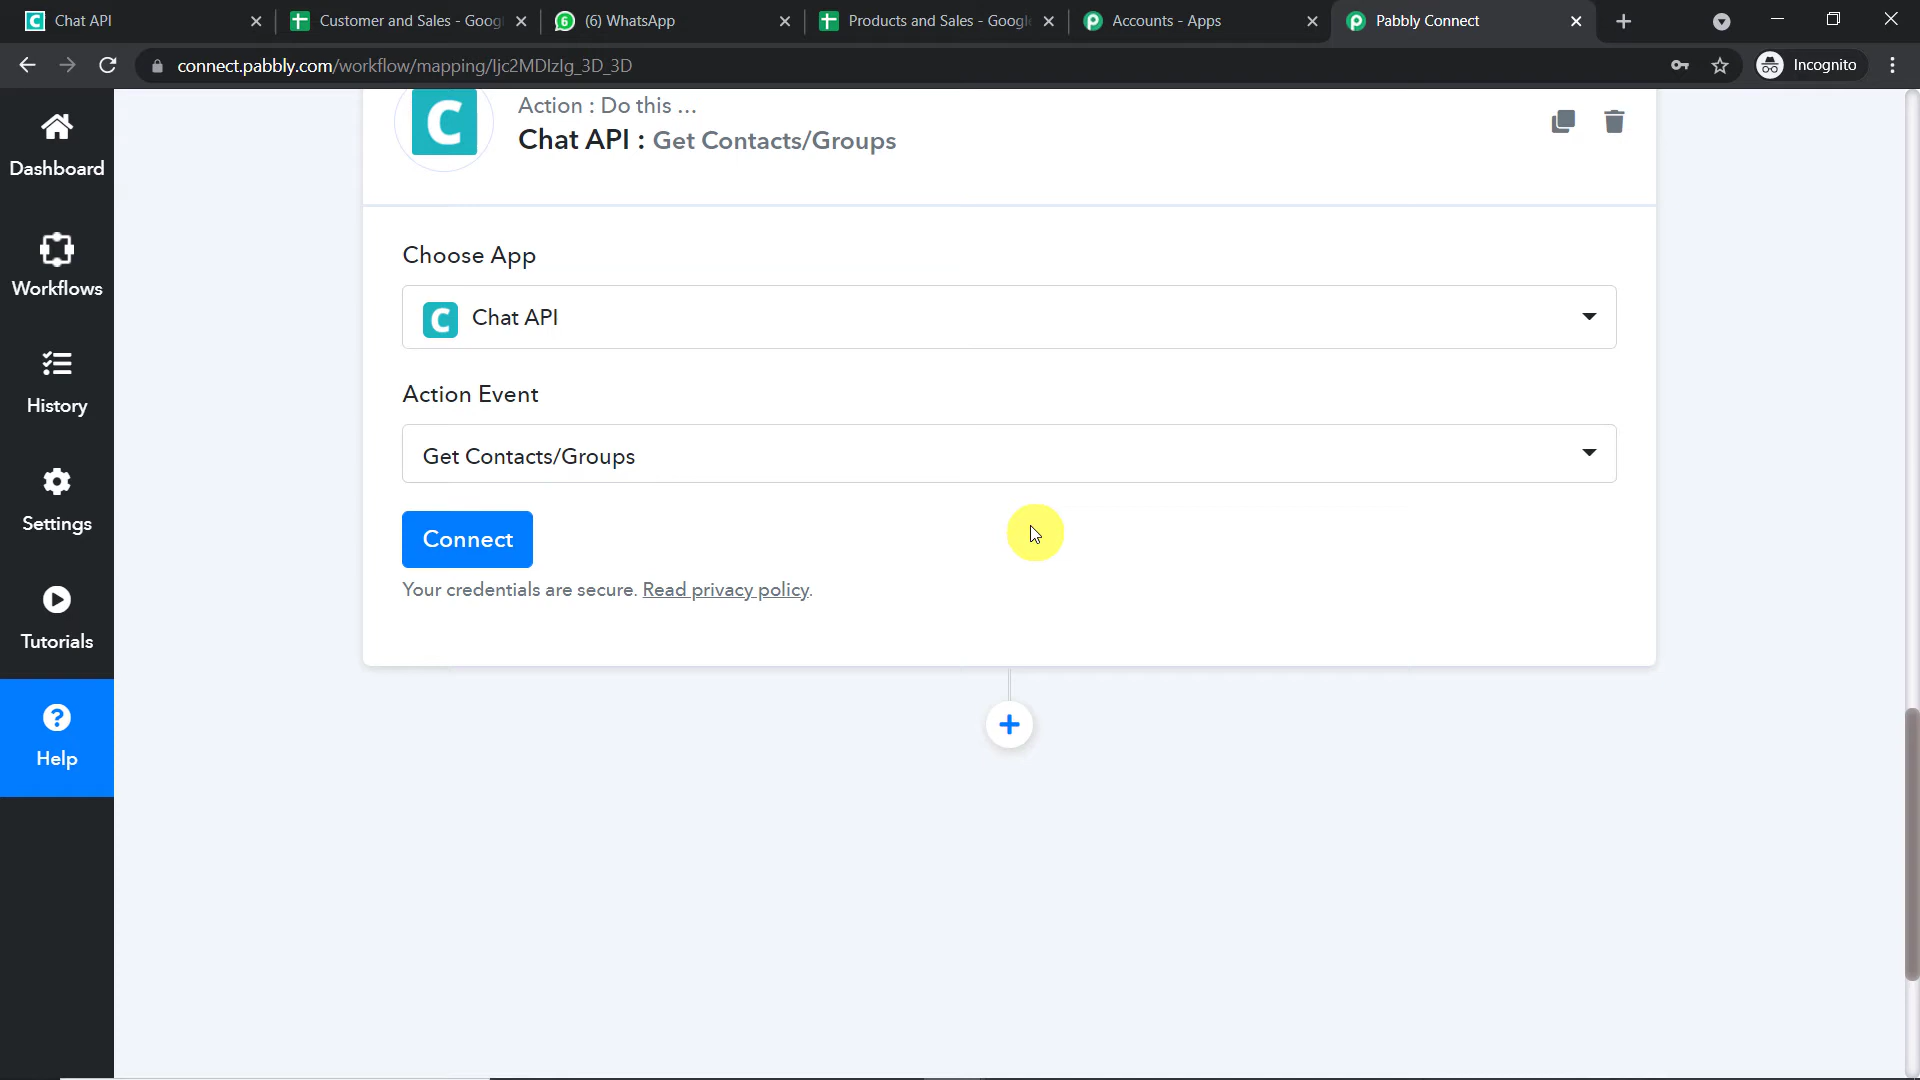 Chat API
Customer and Sales - Goog
(6) WhatsApp
Products and Sales - Googl
Accounts - Apps
Pabbly Connect
connect.pabbly.com/workflow/mapping/Ijc2MDIzIg_3D_3D
Incognito
Dashboard
Workflows
History
Settings
Tutorials
Help
Action : Do this ...
Chat API : Get Contacts/Groups
Choose App
Chat API
Action Event
Get Contacts/Groups
Connect
Your credentials are secure. Read privacy policy.